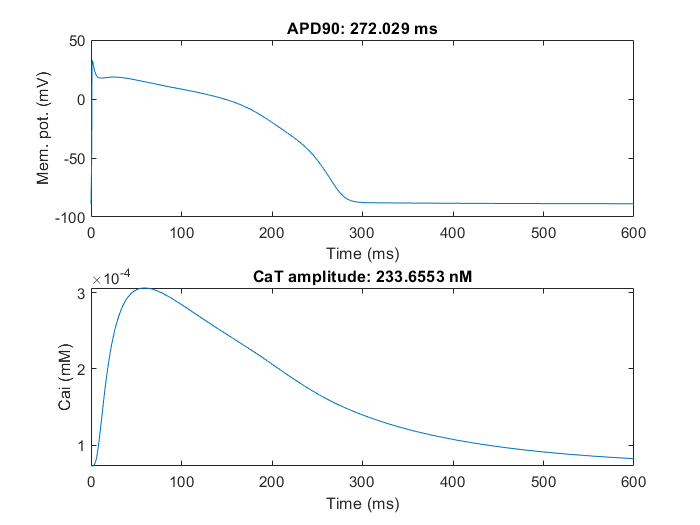 APD90: 272.029 ms
50
0
-50
-100
Mem. pot. (mV)
0 100 200 300 400 500 600
Time (ms)
×10-4
CaT amplitude: 233.6553 nM
3
2
1
Cai (mM)
0 100 200 300 400 500 600
Time (ms)